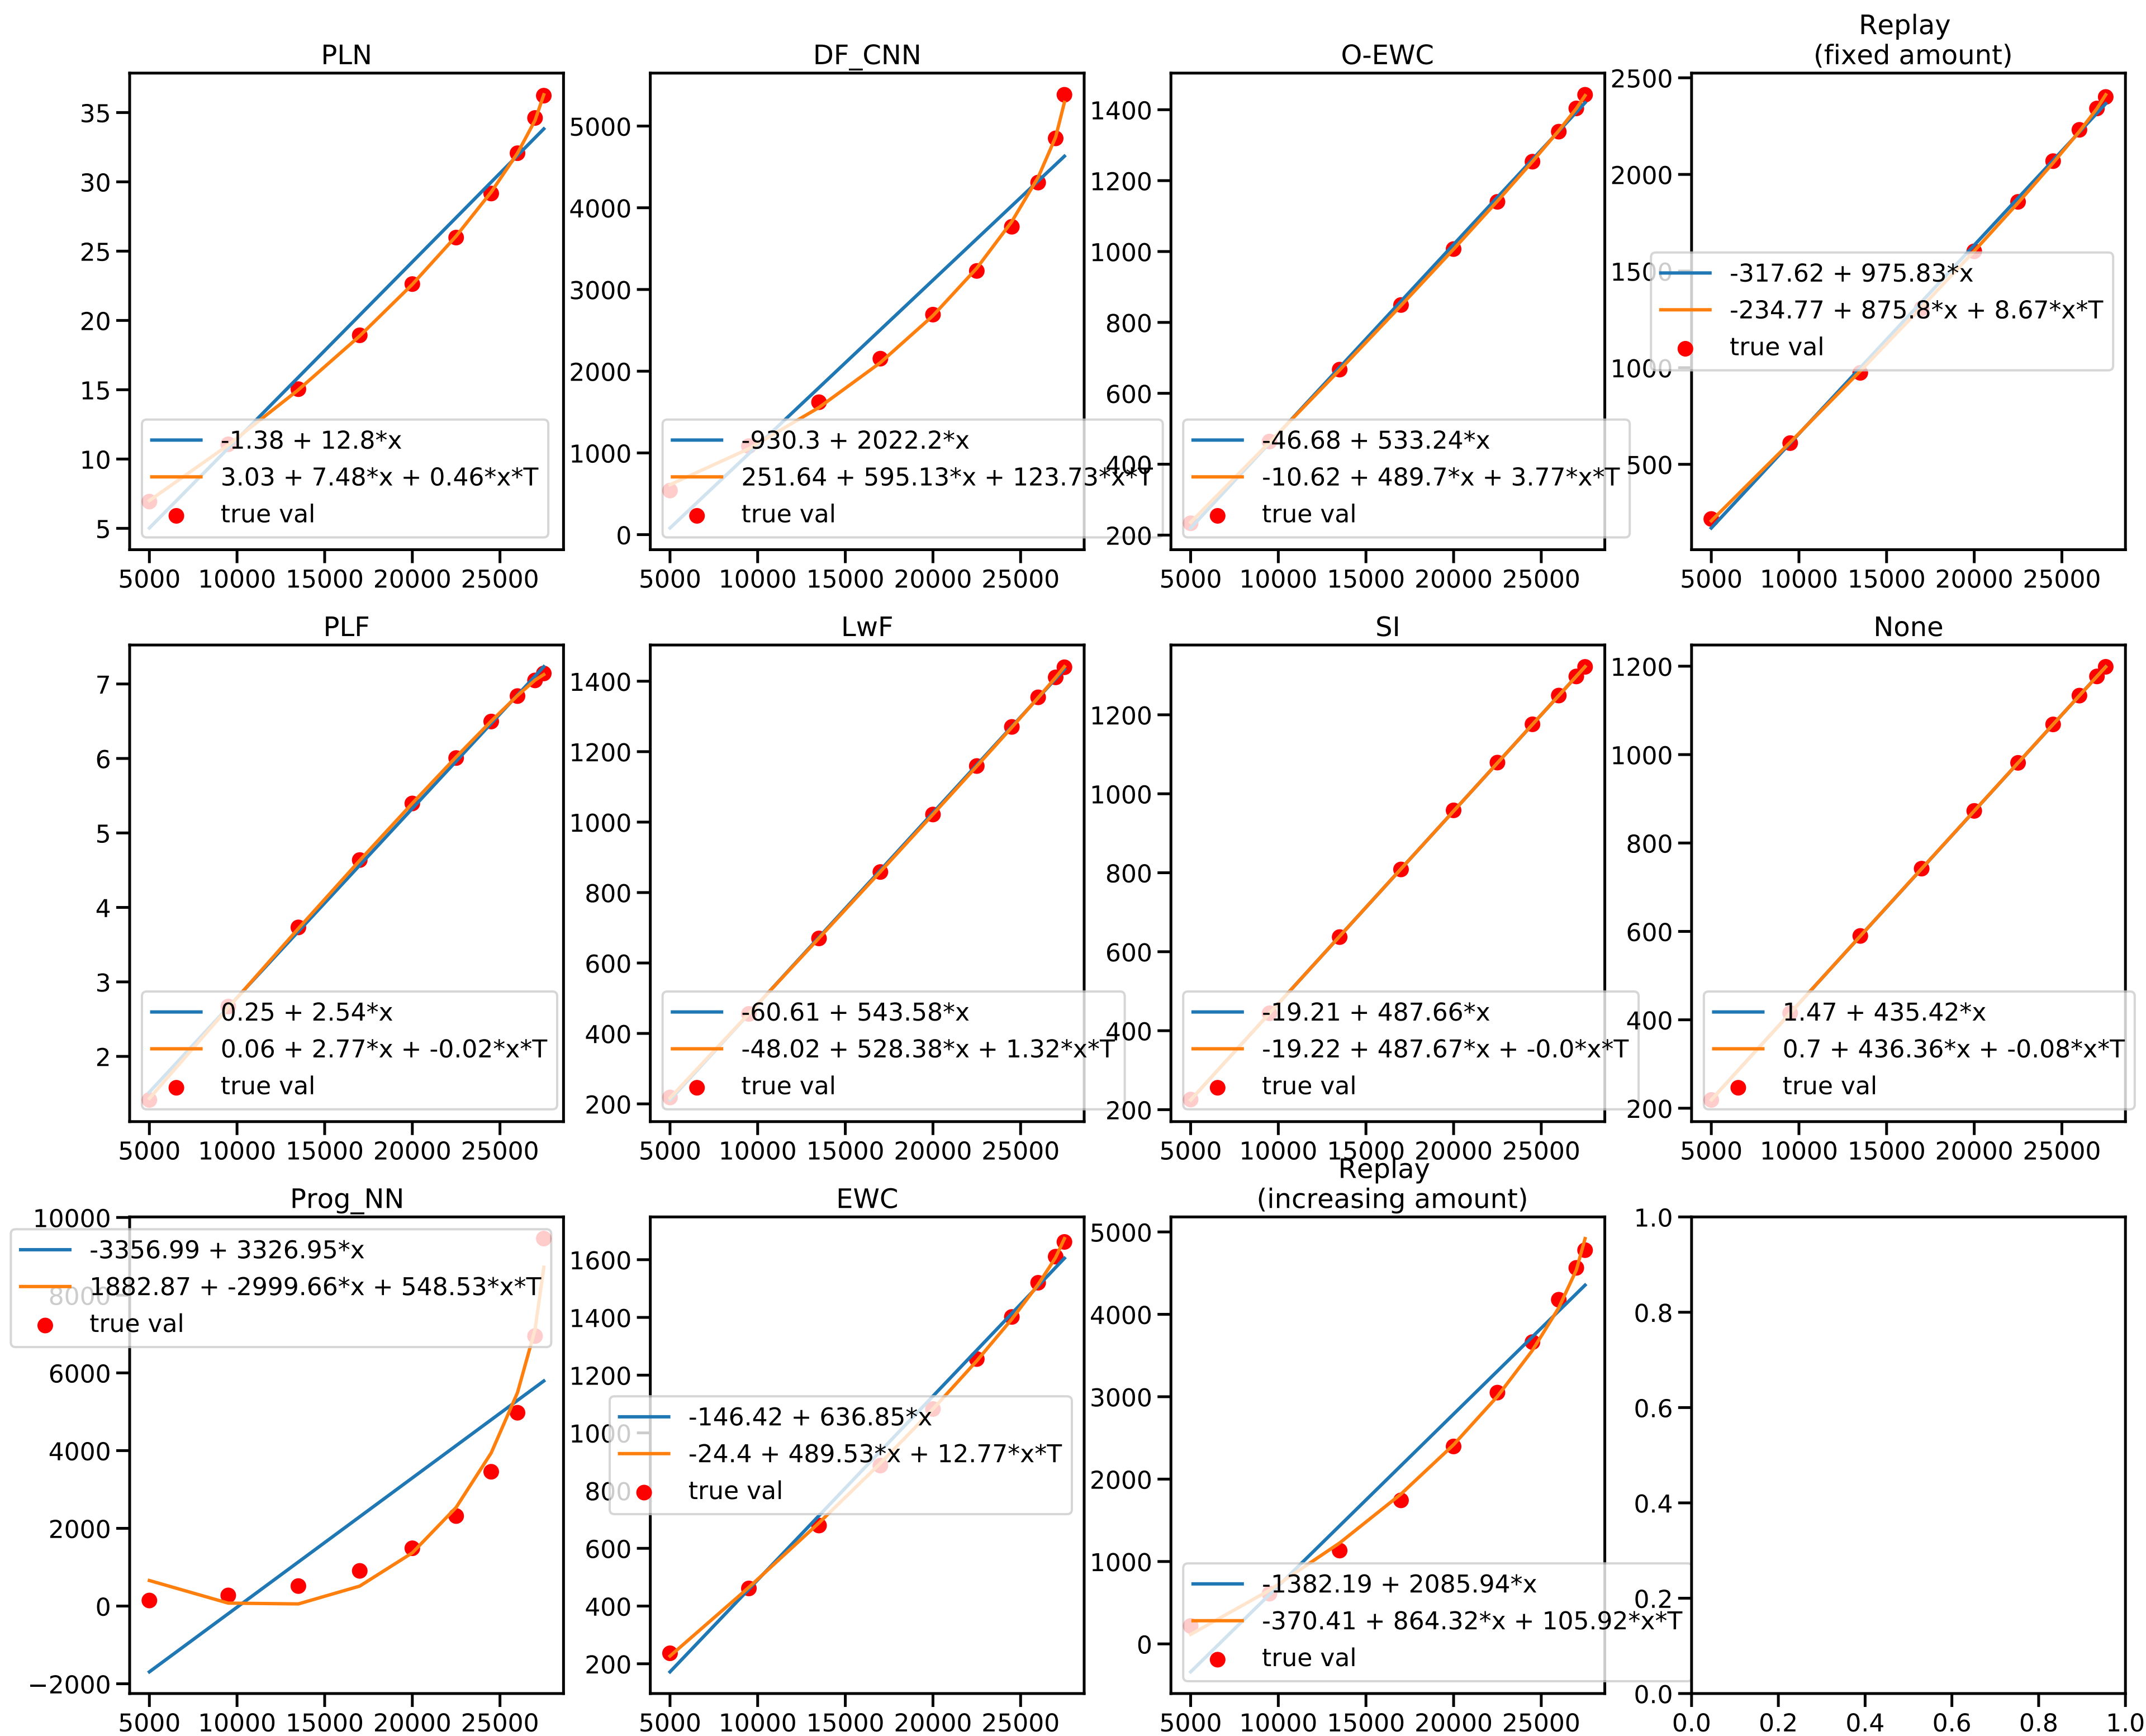 PLN
35
30
25
20
15
10
5
-1.38 + 12.8*x
3.03 + 7.48*x + 0.46*x*T
true val
5000 10000 15000 20000 25000
DF_CNN
5000
4000
3000
2000
1000
0
-930.3 + 2022.2*x
251.64 + 595.13*x + 123.73*x*T
true val
5000 10000 15000 20000 25000
O-EWC
1400
1200
1000
800
600
400
200
-46.68 + 533.24*x
-10.62 + 489.7*x + 3.77*x*T
true val
5000 10000 15000 20000 25000
Replay
(fixed amount)
2500
2000
1500
1000
500
-317.62 + 975.83*x
-234.77 + 875.8*x + 8.67*x*T
true val
5000 10000 15000 20000 25000
PLF
7
6
5
4
3
2
0.25 + 2.54*x
0.06 + 2.77*x + -0.02*x*T
true val
5000 10000 15000 20000 25000
LwF
1400
1200
1000
800
600
400
200
-60.61 + 543.58*x
-48.02 + 528.38*x + 1.32*x*T
true val
5000 10000 15000 20000 25000
SI
1200
1000
800
600
400
200
-19.21 + 487.66*x
-19.22 + 487.67*x + -0.0*x*T
true val
5000 10000 15000 20000 25000
None
1200
1000
800
600
400
200
1.47 + 435.42*x
0.7 + 436.36*x + -0.08*x*T
true val
5000 10000 15000 20000 25000
Prog_NN
10000
8000
6000
4000
2000
0
−2000
-3356.99 + 3326.95*x
1882.87 + -2999.66*x + 548.53*x*T
true val
5000 10000 15000 20000 25000
EWC
1600
1400
1200
1000
800
600
400
200
-146.42 + 636.85*x
-24.4 + 489.53*x + 12.77*x*T
true val
5000 10000 15000 20000 25000
Replay
(increasing amount)
5000
4000
3000
2000
1000
0
-1382.19 + 2085.94*x
-370.41 + 864.32*x + 105.92*x*T
true val
5000 10000 15000 20000 25000
1.0
0.8
0.6
0.4
0.2
0.0
0.0 0.2 0.4 0.6 0.8 1.0